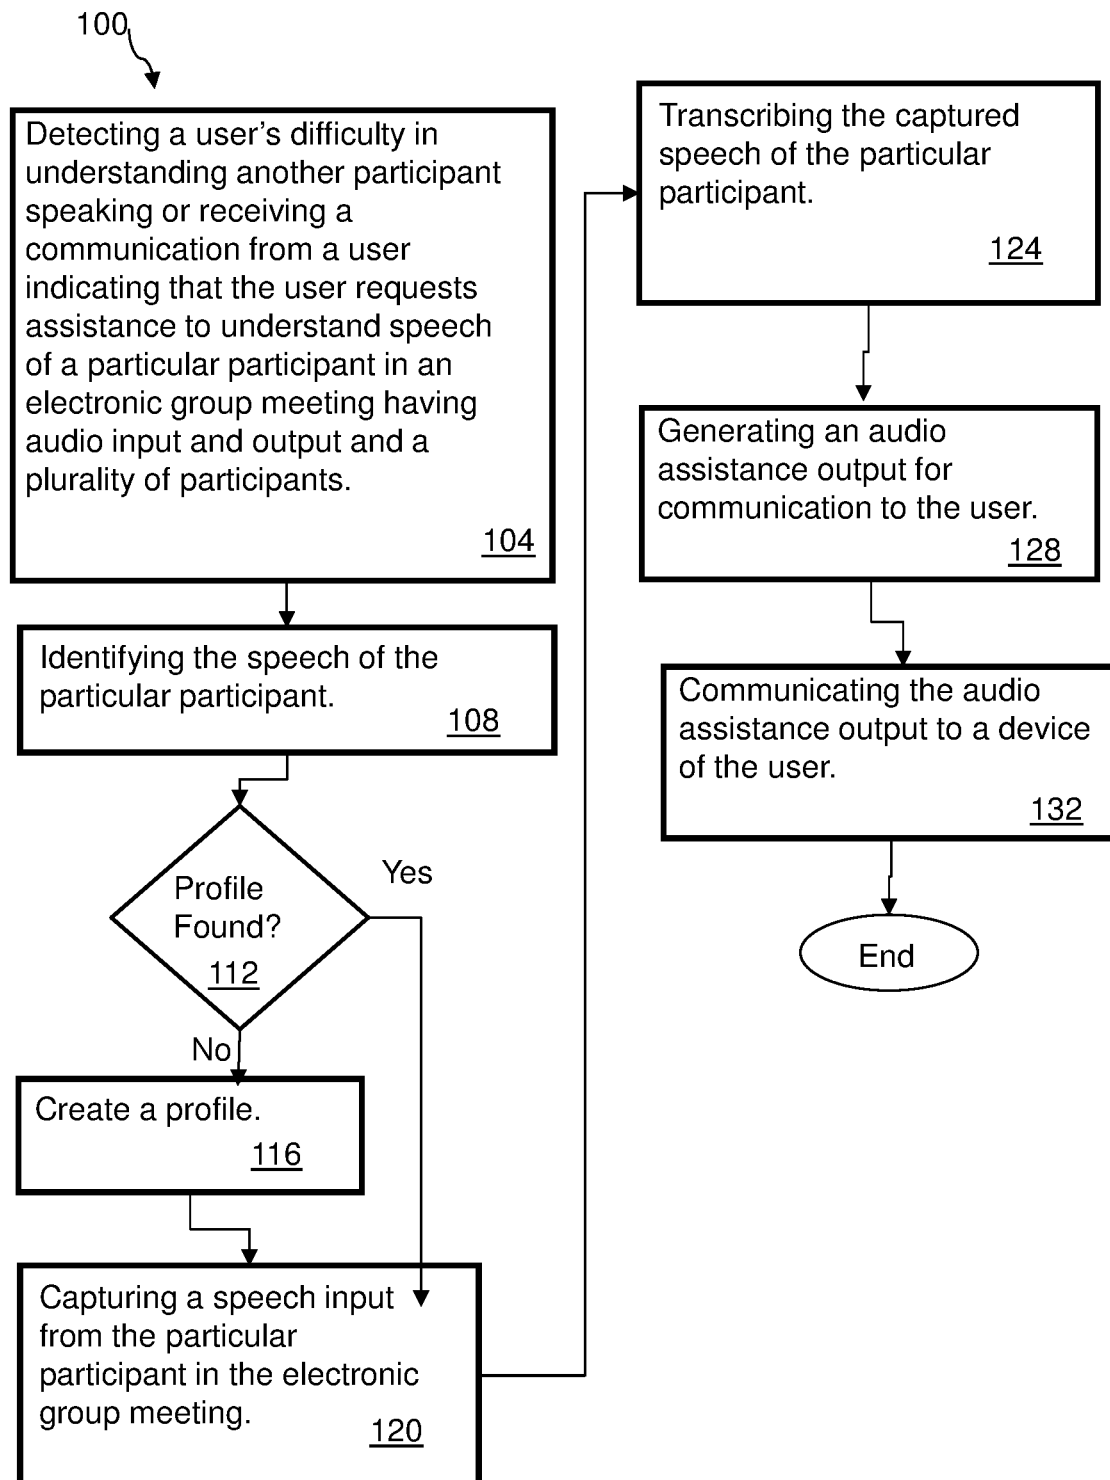 100
Detecting a user's difficulty in
understanding another participant
speaking or receiving a
communication from a user
indicating that the user requests
assistance to understand speech
of a particular participant in an
electronic group meeting having
audio input and output and a
plurality of participants.
104
Identifying the speech of the
particular participant.
108
Profile
Found?
112
Yes
No
Create a profile.
116
Capturing a speech input
from the particular
participant in the electronic
group meeting.
120
Transcribing the captured
speech of the particular
participant.
124
Generating an audio
assistance output for
communication to the user.
128
Communicating the audio
assistance output to a device
of the user.
132
End